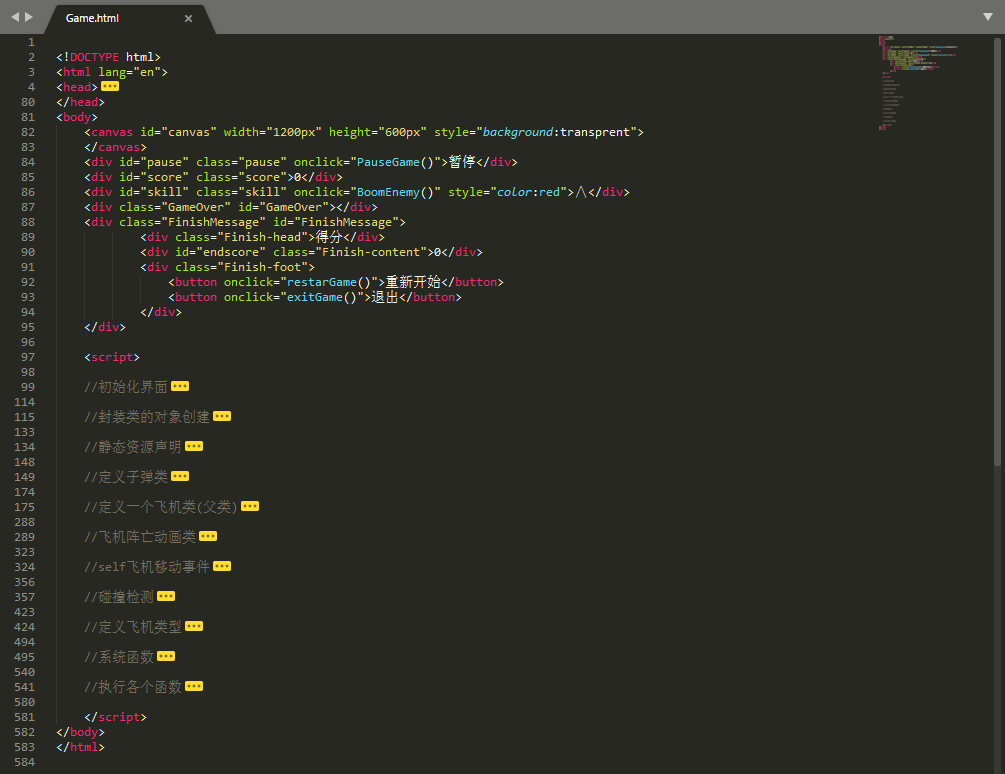 Game.html
1
2 <!DOCTYPE html>
3 <html lang="en">
4 <head>
80 </head>
81 <body>
82 <canvas id="canvas" width="1200px" height="600px" style="background:transprent">
83 </canvas>
84 <div id="pause" class="pause" onclick="PauseGame()">暂停</div>
85 <div id="score" class="score">0</div>
86 <div id="skill" class="skill" onclick="BoomEnemy()" style="color:red">/\</div>
87 <div class="GameOver" id="GameOver"></div>
88 <div class="FinishMessage" id="FinishMessage">
89 <div class="Finish-head">得分</div>
90 <div id="endscore" class="Finish-content">0</div>
91 <div class="Finish-foot">
92 <button onclick="restarGame()">重新开始</button>
93 <button onclick="exitGame()">退出</button>
94 </div>
95 </div>
96
97 <script>
98
99 //初始化界面
114
115 //封装类的对象创建
133
134 //静态资源声明
148
149 //定义子弹类
174
175 //定义一个飞机类(父类)
288
289 //飞机阵亡动画类
323
324 //self飞机移动事件
356
357 //碰撞检测
423
424 //定义飞机类型
494
495 //系统函数
540
541 //执行各个函数
580
581 </script>
582 </body>
583 </html>
584